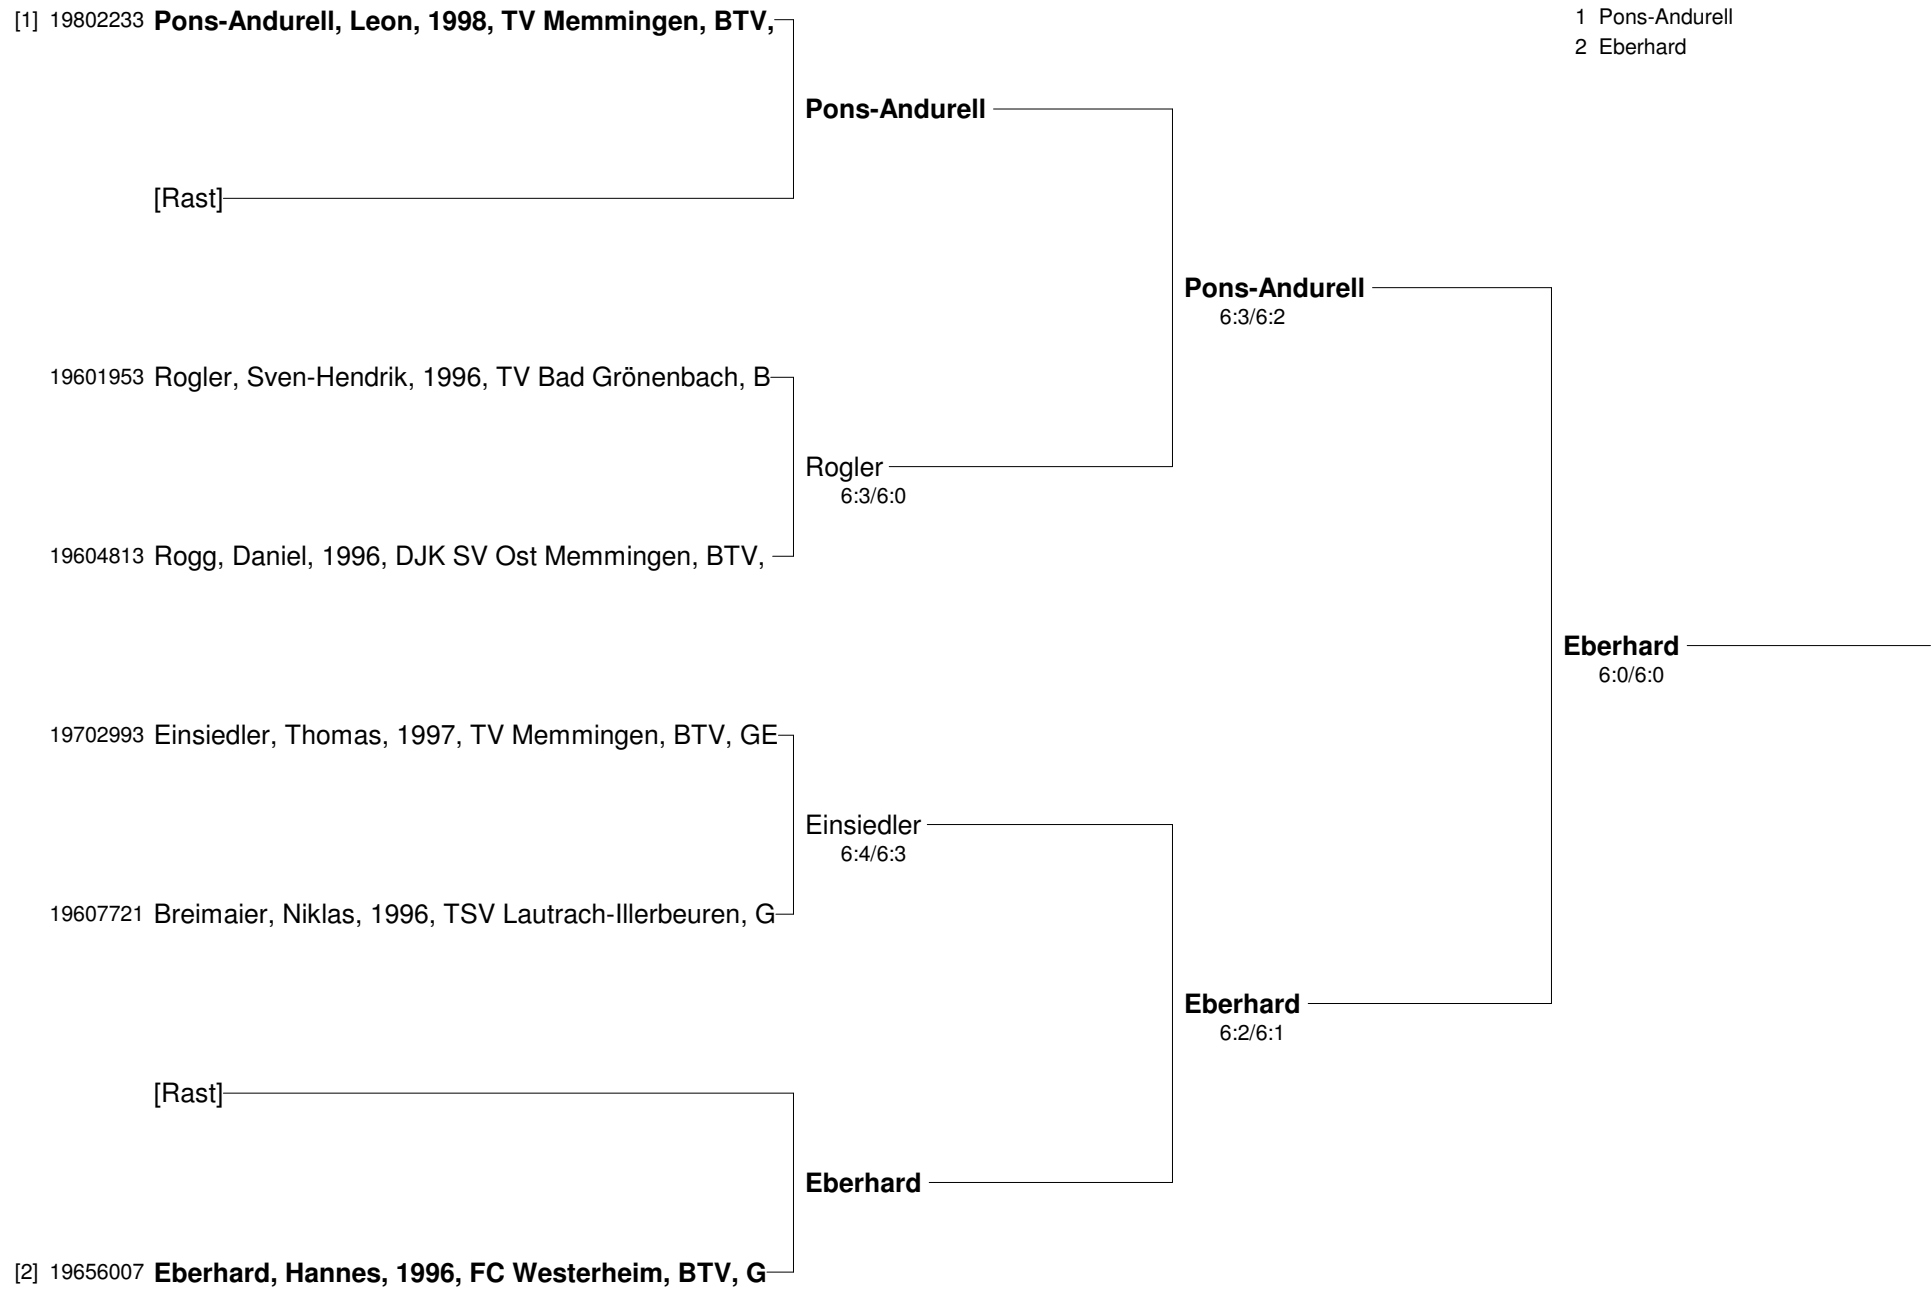 [1] 19802233 Pons-Andurell, Leon, 1998, TV Memmingen, BTV,
1 Pons-Andurell
2 Eberhard
Pons-Andurell
[Rast]
Pons-Andurell
6:3/6:2
19601953 Rogler, Sven-Hendrik, 1996, TV Bad Grönenbach, B
Rogler
6:3/6:0
19604813 Rogg, Daniel, 1996, DJK SV Ost Memmingen, BTV,
Eberhard
6:0/6:0
19702993 Einsiedler, Thomas, 1997, TV Memmingen, BTV, GE
Einsiedler
6:4/6:3
19607721 Breimaier, Niklas, 1996, TSV Lautrach-Illerbeuren, G
Eberhard
6:2/6:1
[Rast]
Eberhard
[2] 19656007 Eberhard, Hannes, 1996, FC Westerheim, BTV, G